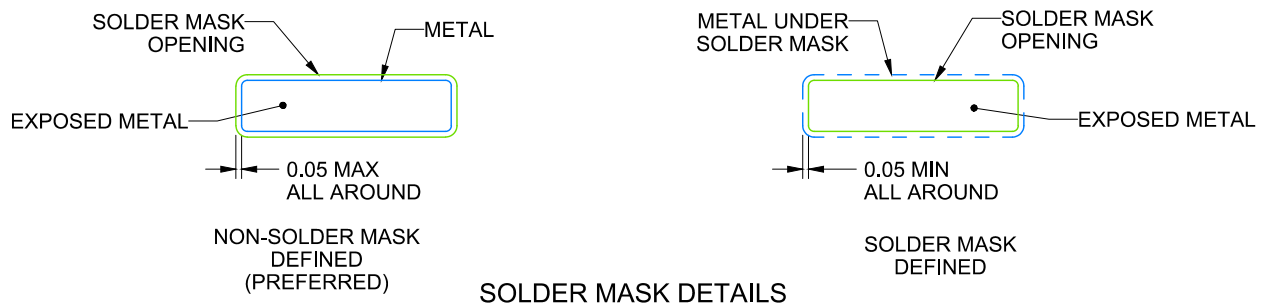 SOLDER MASK
OPENING
METAL
EXPOSED METAL
0.05 MAX
ALL AROUND
NON-SOLDER MASK
DEFINED
(PREFERRED)
METAL UNDER
SOLDER MASK
SOLDER MASK
OPENING
EXPOSED METAL
0.05 MIN
ALL AROUND
SOLDER MASK
DEFINED
SOLDER MASK DETAILS